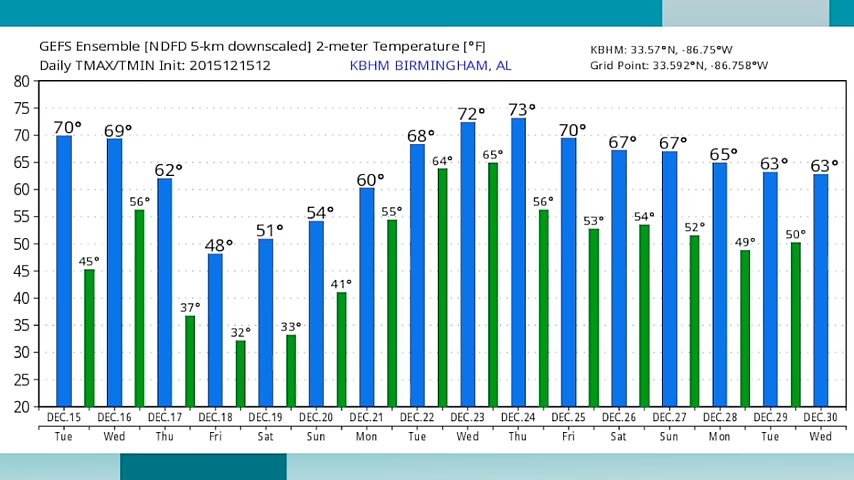 GEFS Ensemble [NDFD 5-km downscaled] 2-meter Temperature [°F]
Daily TMAX/TMIN Init: 2015121512
KBHM BIRMINGHAM, AL
KBHM: 33.57°N, -86.75°W
Grid Point: 33.592°N, -86.758°W
80
75
70
65
60
55
50
45
40
35
30
25
20
70° 45° 69° 56° 62° 37° 48° 32° 51° 33° 54° 41° 60° 55° 68° 64° 72° 65° 73° 56° 70° 53° 67° 54° 67° 52° 65° 49° 63° 50° 63°
DEC.15 DEC.16 DEC.17 DEC.18 DEC.19 DEC.20 DEC.21 DEC.22 DEC.23 DEC.24 DEC.25 DEC.26 DEC.27 DEC.28 DEC.29 DEC.30
Tue Wed Thu Fri Sat Sun Mon Tue Wed Thu Fri Sat Sun Mon Tue Wed